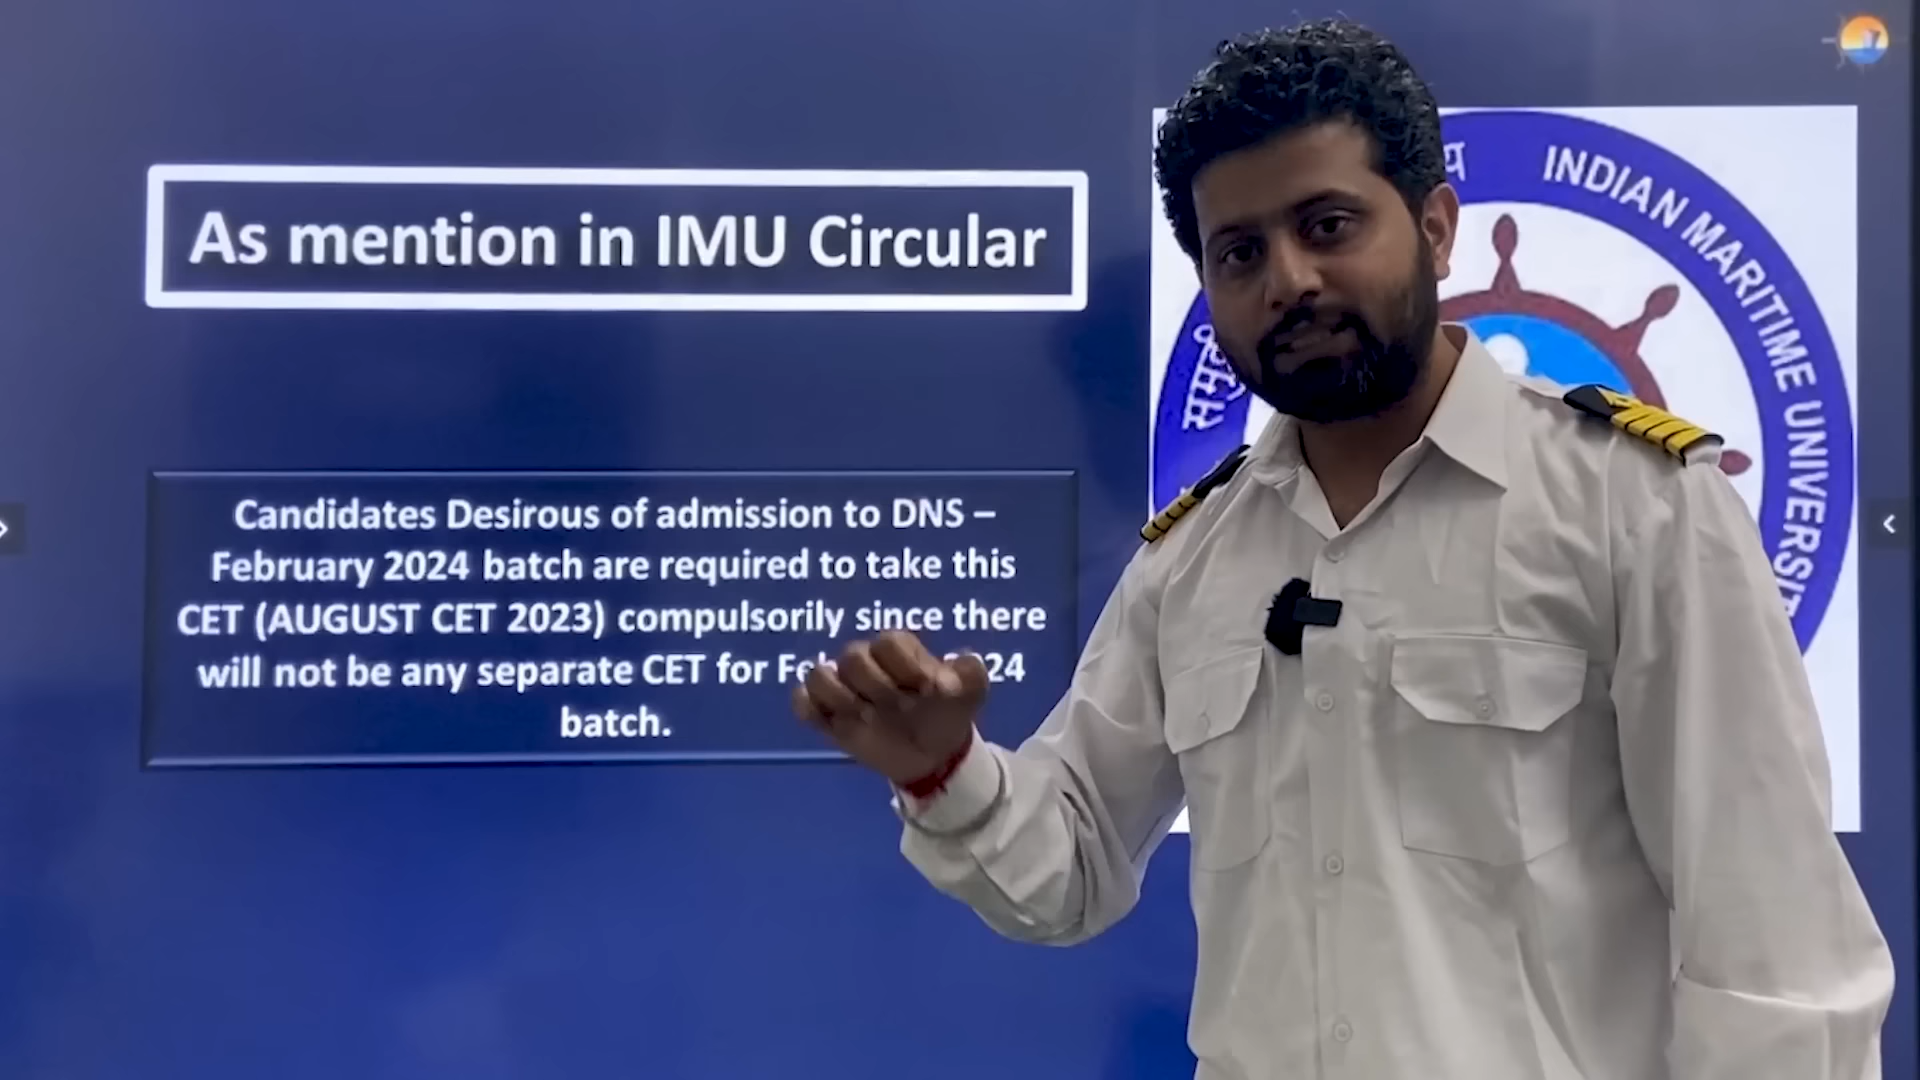 As mention in IMU Circular
Candidates Desirous of admission to DNS –
February 2024 batch are required to take this
CET (AUGUST CET 2023) compulsorily since there
will not be any separate CET for
batch.
INDIAN MARITIME UNIVERSIT